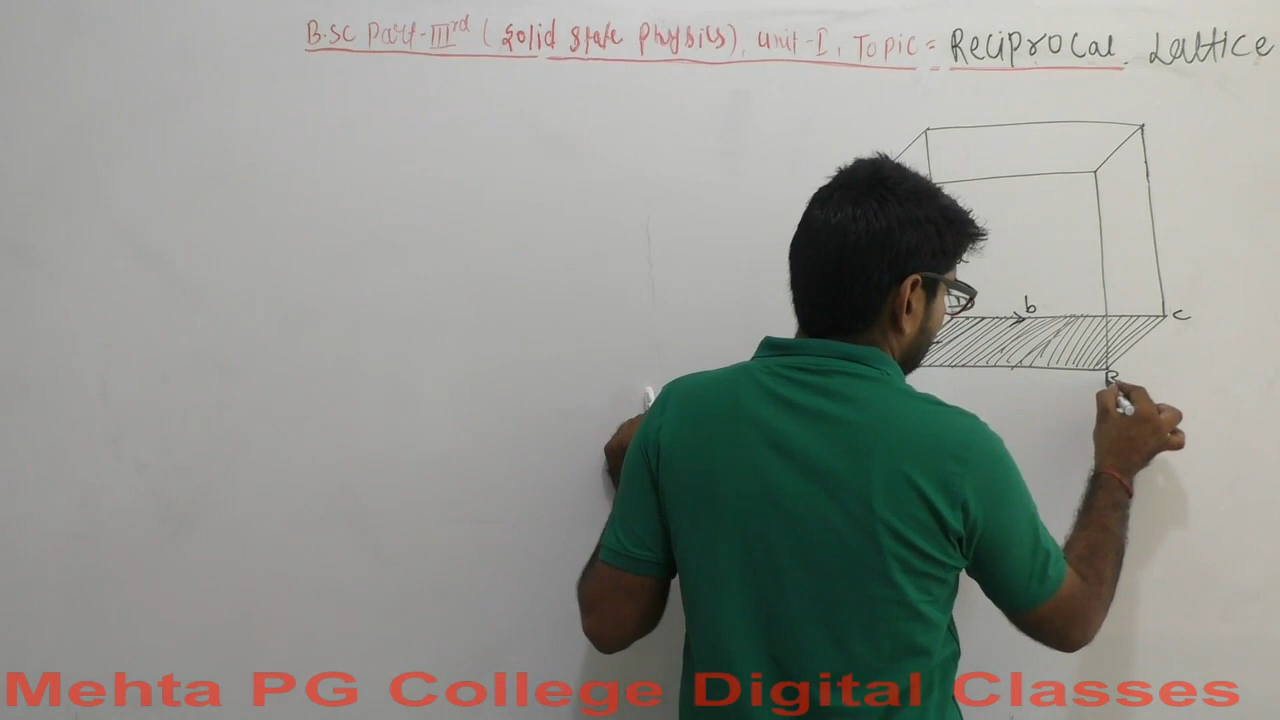 B.Sc Part-IIIrd (Solid State Physics), Unit-I, Topic = Reciprocal Lattice
b
C
B
Mehta PG College Digital Classes